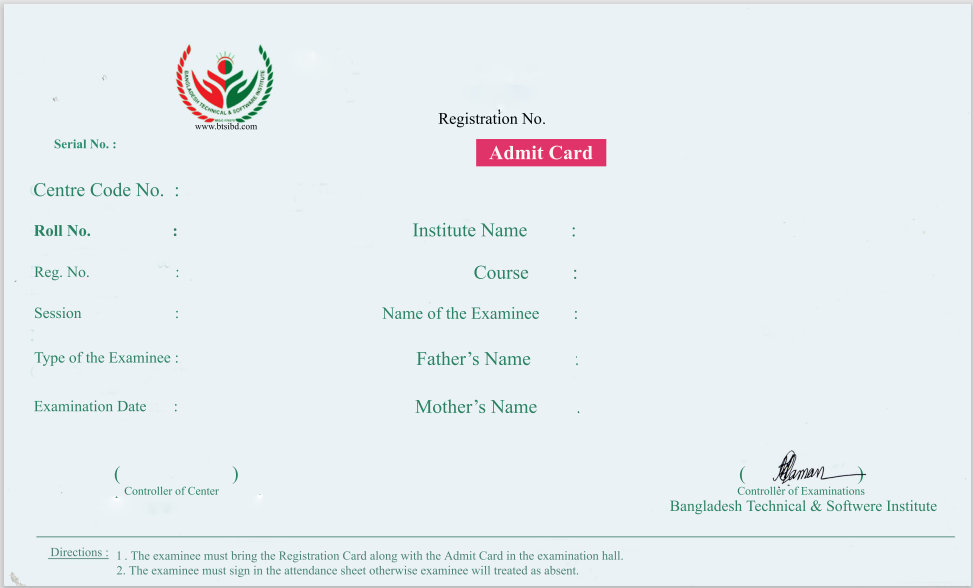 BANGLADESH TECHNICAL & SOFTWARE INSTITUTE
www.btsibd.com
Registration No.
Serial No. :
Admit Card
Centre Code No. :
Roll No. :
Institute Name :
Reg. No. :
Course :
Session :
Name of the Examinee :
Type of the Examinee :
Father's Name :
Examination Date :
Mother's Name .
( )
( )
Controller of Center
Controller of Examinations
Bangladesh Technical & Softwere Institute
Directions : 1 . The examinee must bring the Registration Card along with the Admit Card in the examination hall.
2. The examinee must sign in the attendance sheet otherwise examinee will treated as absent.